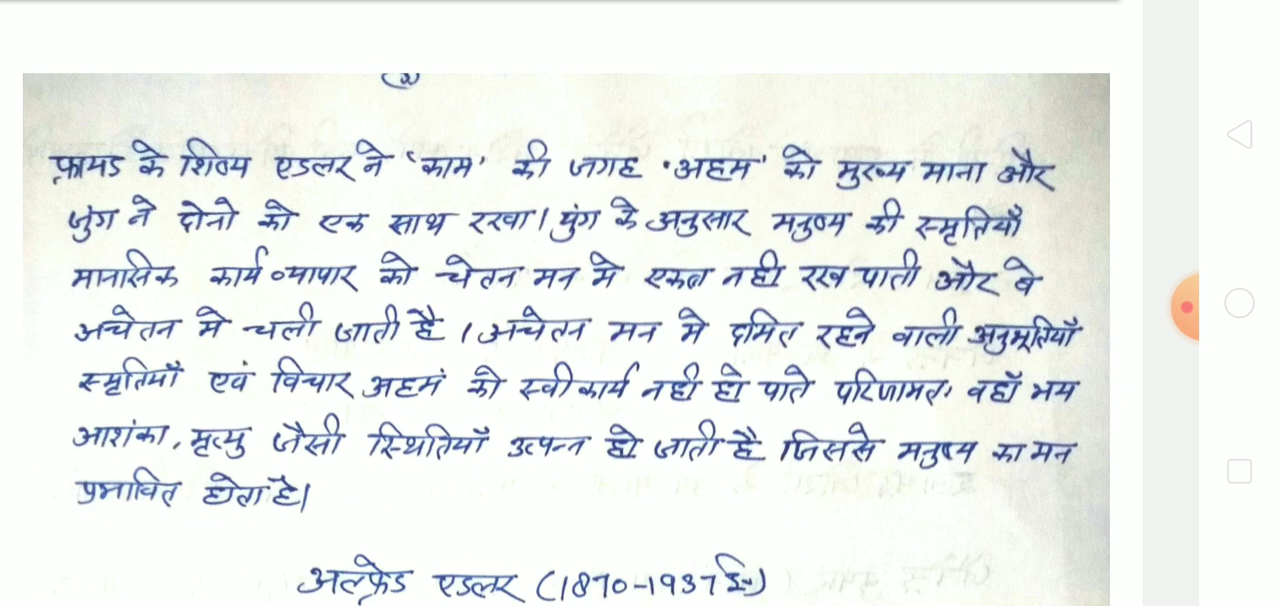 फ्रायड के शिष्य एडलर ने 'काम' की जगह 'अहम' को मुख्य माना और
जुंग ने दोनो को एक साथ रखा। युंग के अनुसार मनुष्य की स्मृतियाँ
मानसिक कार्य व्यापार को चेतन मन मे एकत्र नही रख पाती और वे
अचेतन मे चली जाती है । अचेतन मन मे दमित रहने वाली अनुभूतियाँ
स्मृतियाँ एवं विचार अहमं को स्वीकार्य नही हो पाते परिणामतः वहाँ भय
आशंका, मृत्यु जैसी स्थितियाँ उत्पन्न हो जाती है जिससे मनुष्य का मन
प्रभावित होता है।
अल्फ्रेड एडलर (1870-1937 ई॰)